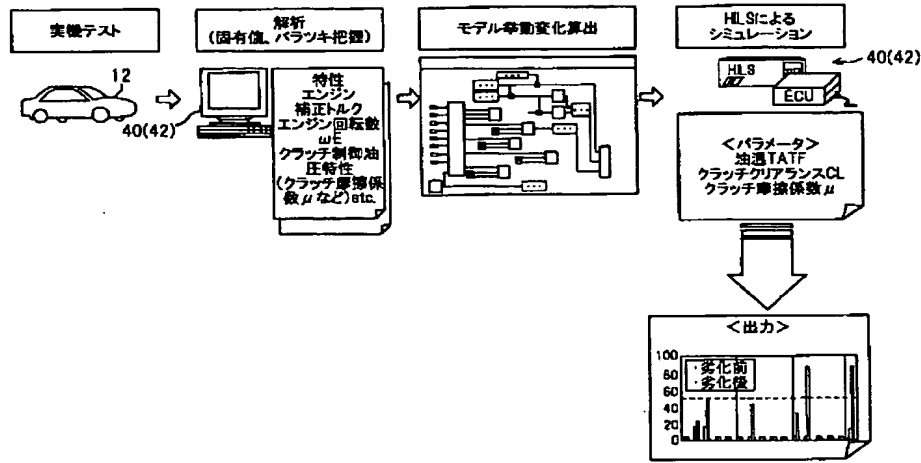 実機テスト
解析
(固有値、バラツキ把握)
モデル挙動変化算出
HILSによる
シミュレーション
12
40(42)
特性
エンジン
補正トルク
エンジン回転数
ωE
クラッチ制御油
圧特性
(クラッチ摩擦係
数μなど)etc.
HILS
ECU
40(42)
<パラメータ>
油温TATF
クラッチクリアランスCL
クラッチ摩擦係数μ
<出力>
100
80
60
40
20
0
・劣化前
・劣化後